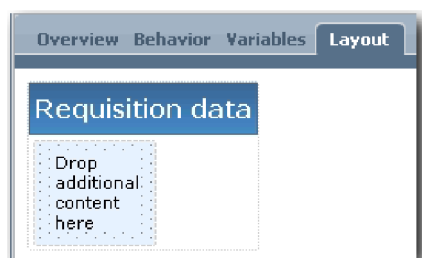 Overview Behavior Variables Layout
Requisition data
Drop
additional
content
here